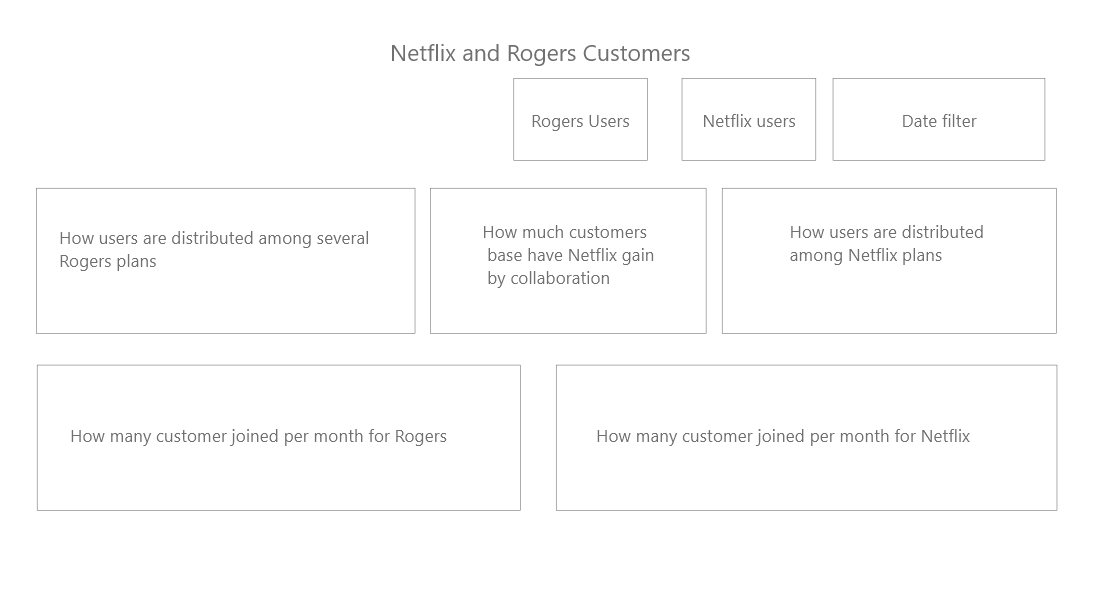 Netflix and Rogers Customers
Rogers Users
Netflix users
Date filter
How users are distributed among several
Rogers plans
How much customers
base have Netflix gain
by collaboration
How users are distributed
among Netflix plans
How many customer joined per month for Rogers
How many customer joined per month for Netflix